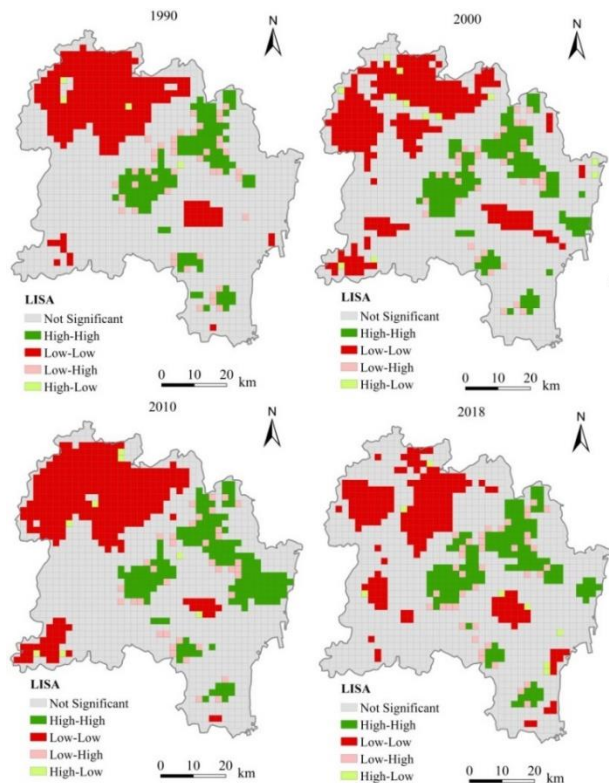 1990
N
LISA
Not Significant
High-High
Low-Low
Low-High
High-Low
0 10 20
km
2000
N
LISA
Not Significant
High-High
Low-Low
Low-High
High-Low
0 10 20
km
2010
N
LISA
Not Significant
High-High
Low-Low
Low-High
High-Low
0 10 20
km
2018
N
LISA
Not Significant
High-High
Low-Low
Low-High
High-Low
0 10 20
km